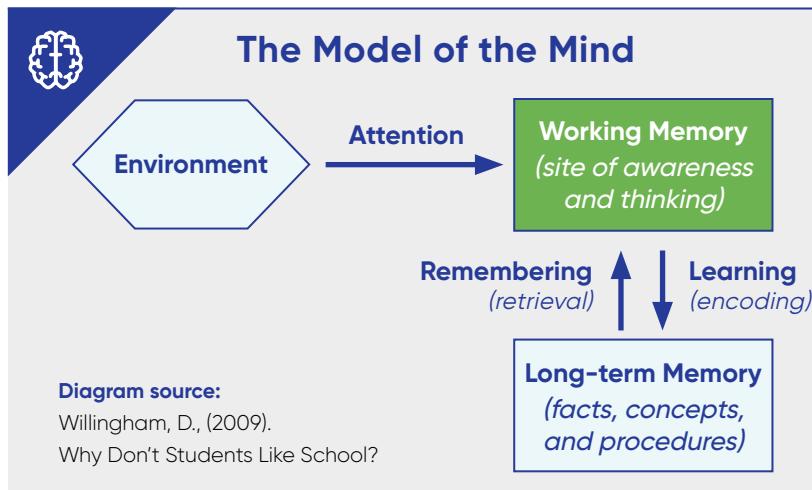 The Model of the Mind
Environment
Attention
Working Memory
(site of awareness
and thinking)
Remembering
(retrieval)
Learning
(encoding)
Long-term Memory
(facts, concepts,
and procedures)
Diagram source:
Willingham, D., (2009).
Why Don’t Students Like School?